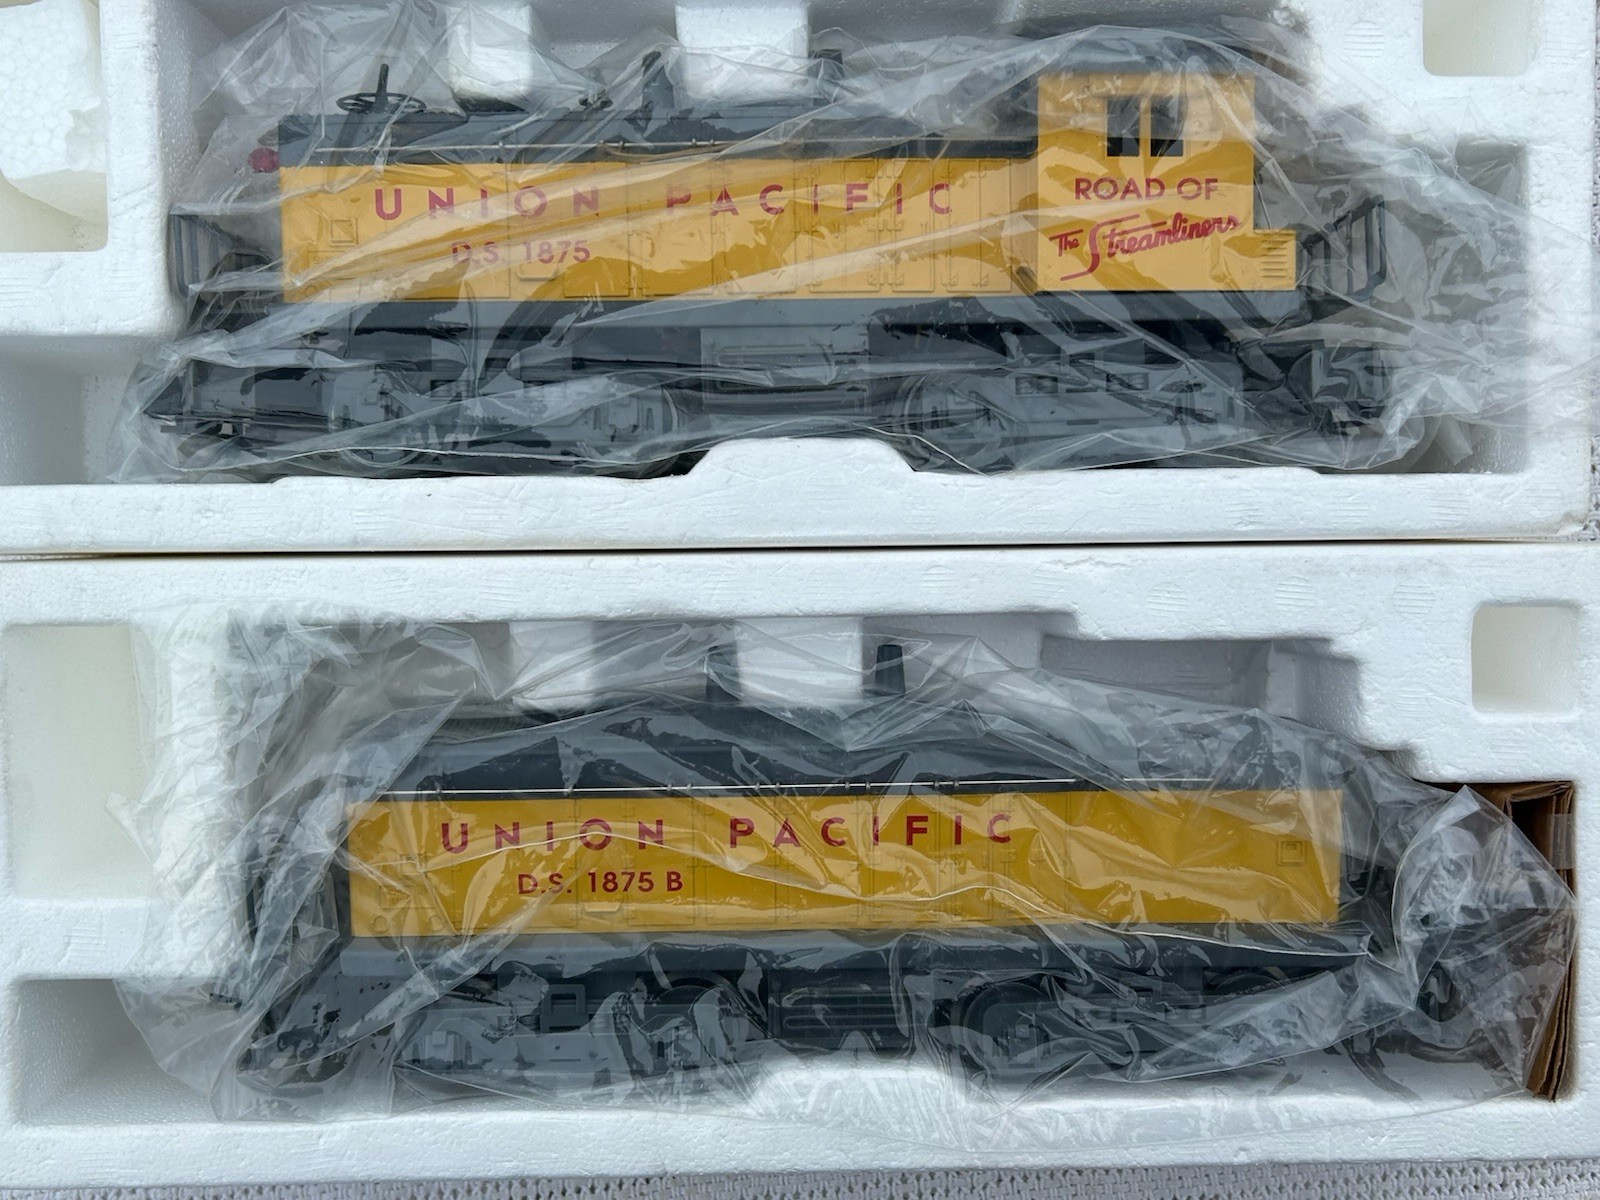 UNION PACIFIC
D.S. 1875
ROAD OF
The Streamliners
UNION PACIFIC
D.S. 1875 B